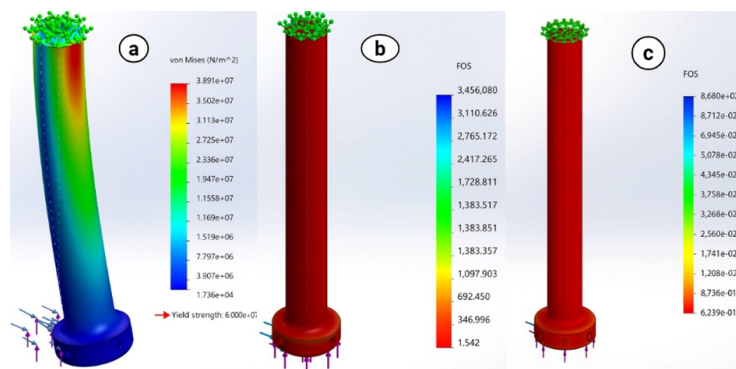 a
von Mises (N/m^2)
3.891e+07
3.502e+07
3.113e+07
2.725e+07
2.336e+07
1.947e+07
1.1558e+07
1.169e+07
1.519e+06
7.797e+06
3.907e+06
1.736e+04
Yield strength: 6.000e+07
b
FOS
3,456,080
3,110.626
2,765.172
2,417.265
1,728.811
1,383.517
1,383.851
1,383.357
1,097.903
692.450
346.996
1.542
c
FOS
8,680e+02
8,712e-02
6,945e-02
5,078e-02
4,345e-02
3,768e-02
3,268e-02
2,560e-02
1,741e-02
1,208e-02
8,736e-01
6,239e-01